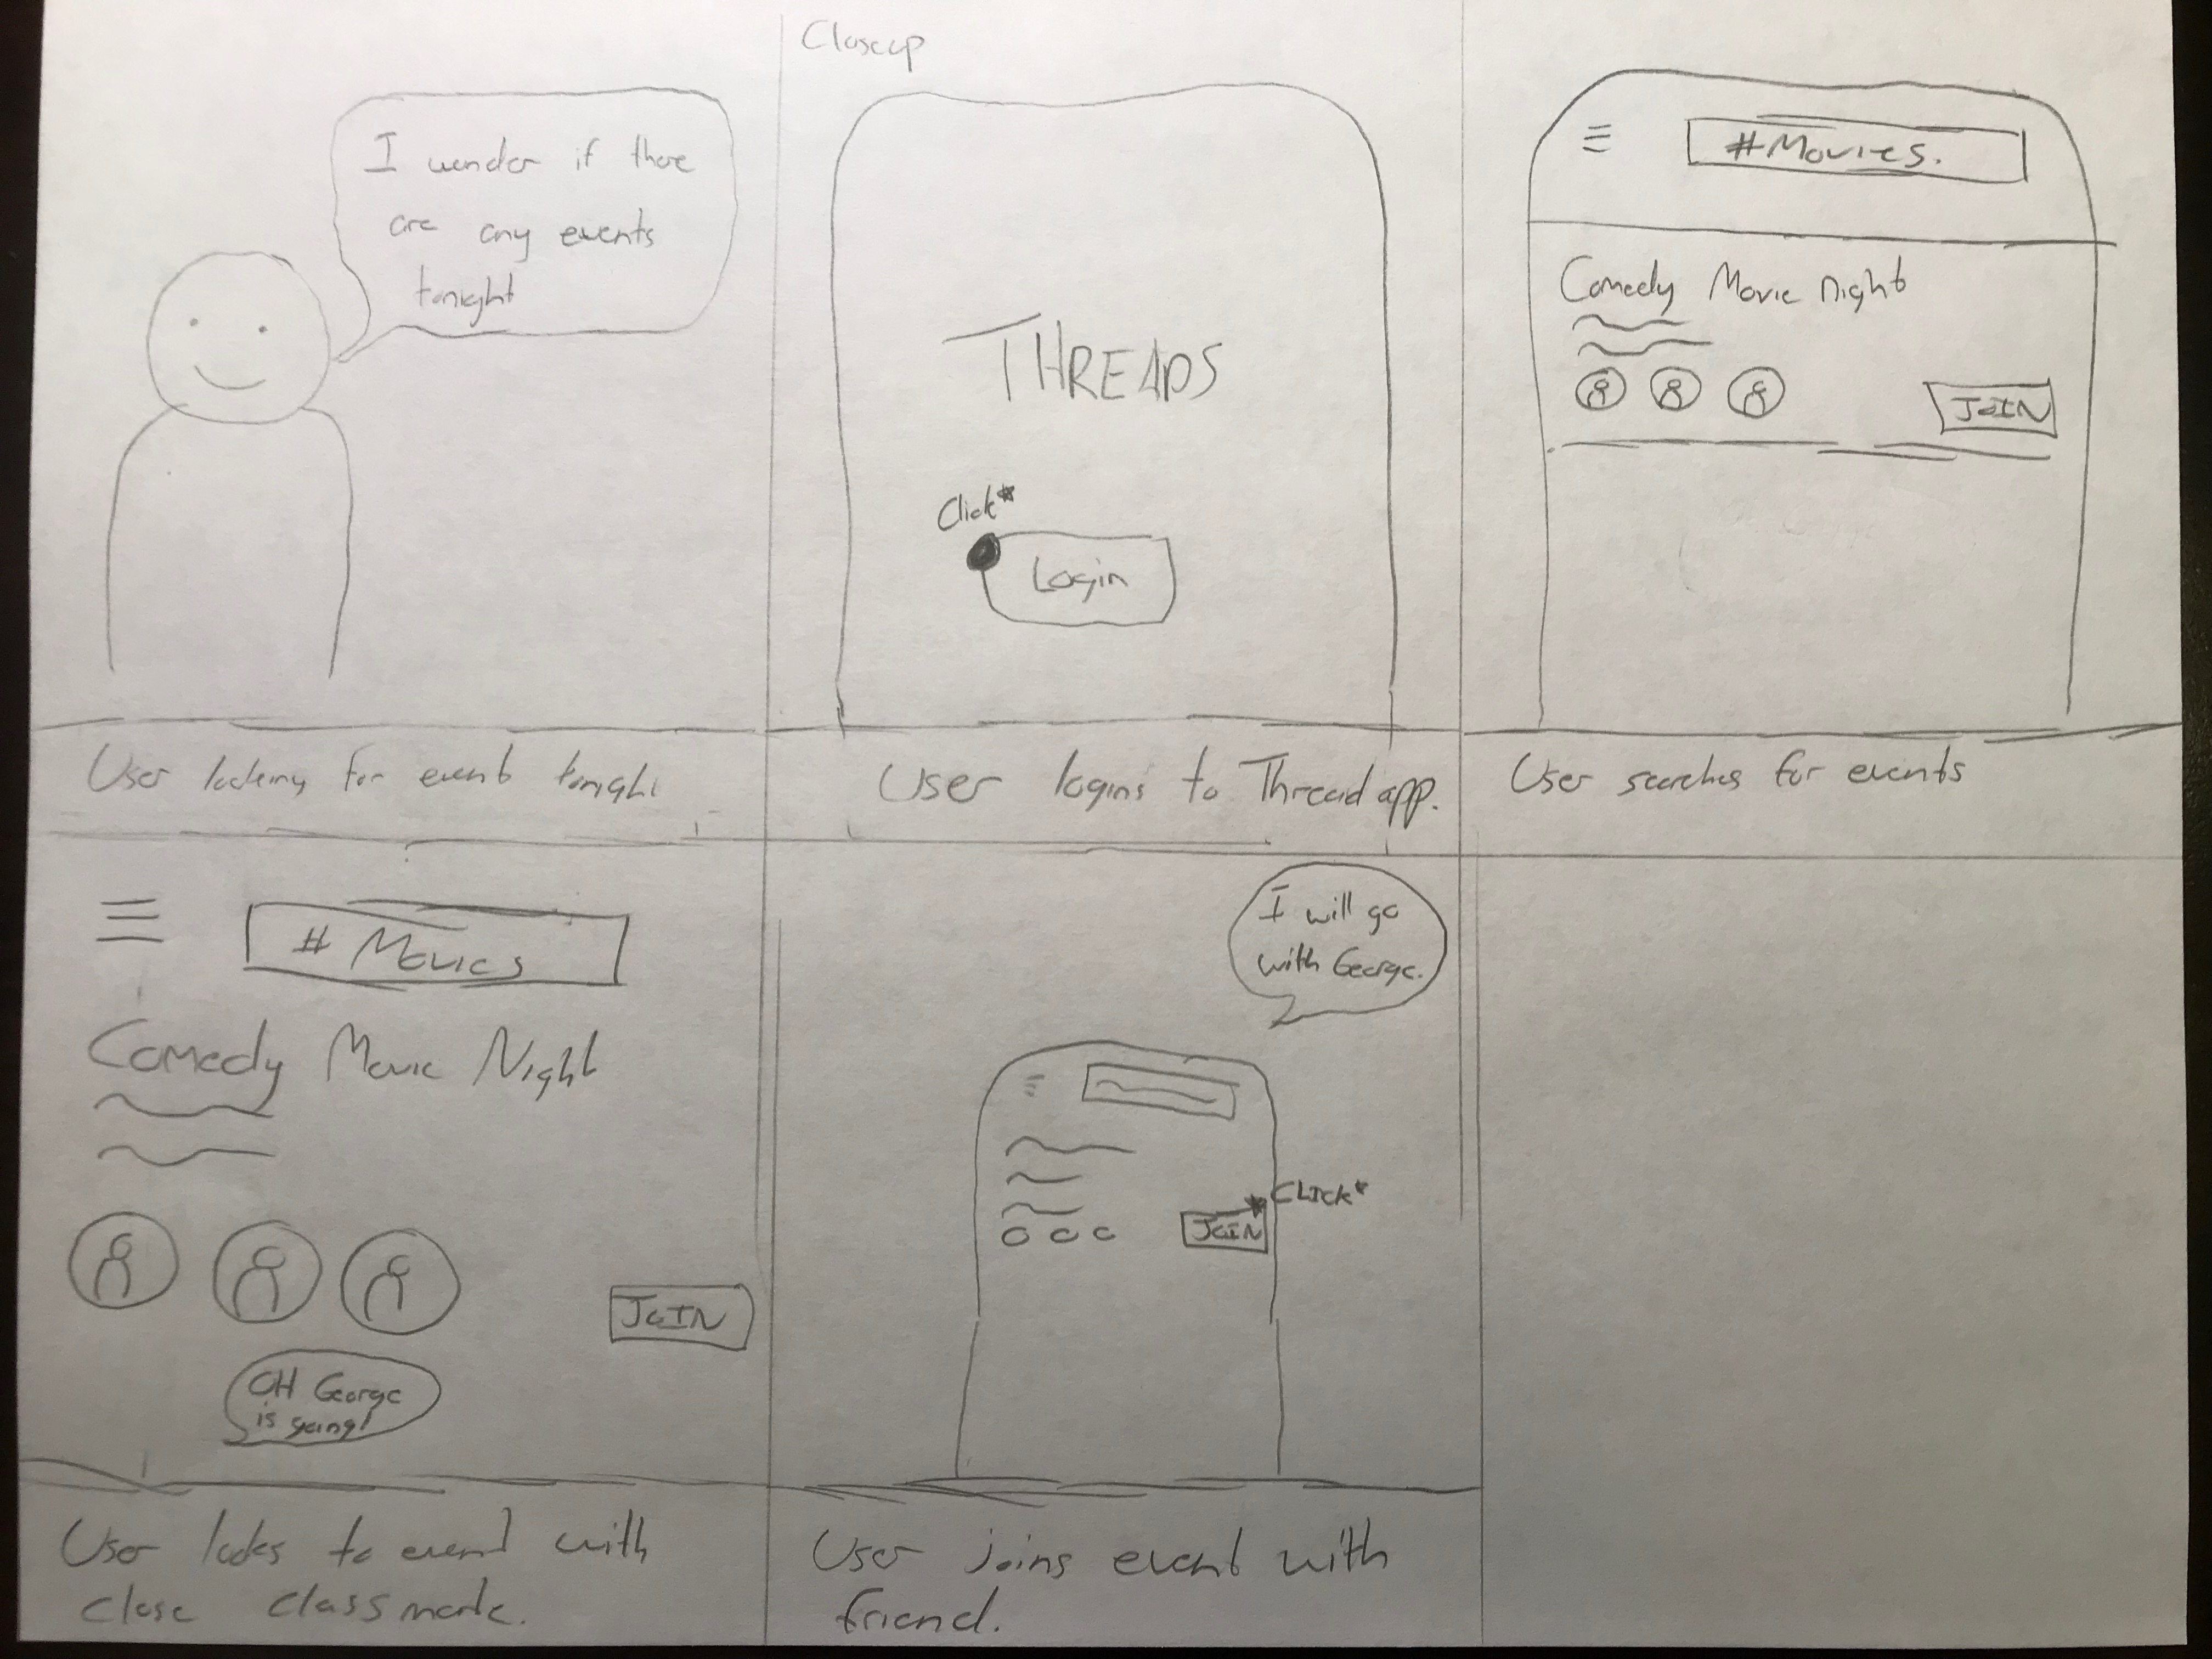 I wonder if there
are any events
tonight
User looking for events tonight
Closeup
THREADS
Click*
Login
User logins to Thread app.
#Movies.
Comedy Movie night
JOIN
User searches for events
# Movies
Comedy Movie Night
JOIN
OH George
is going!
User looks to event with
close classmate.
I will go
with George.
*CLICK*
JOIN
User joins event with
friend.